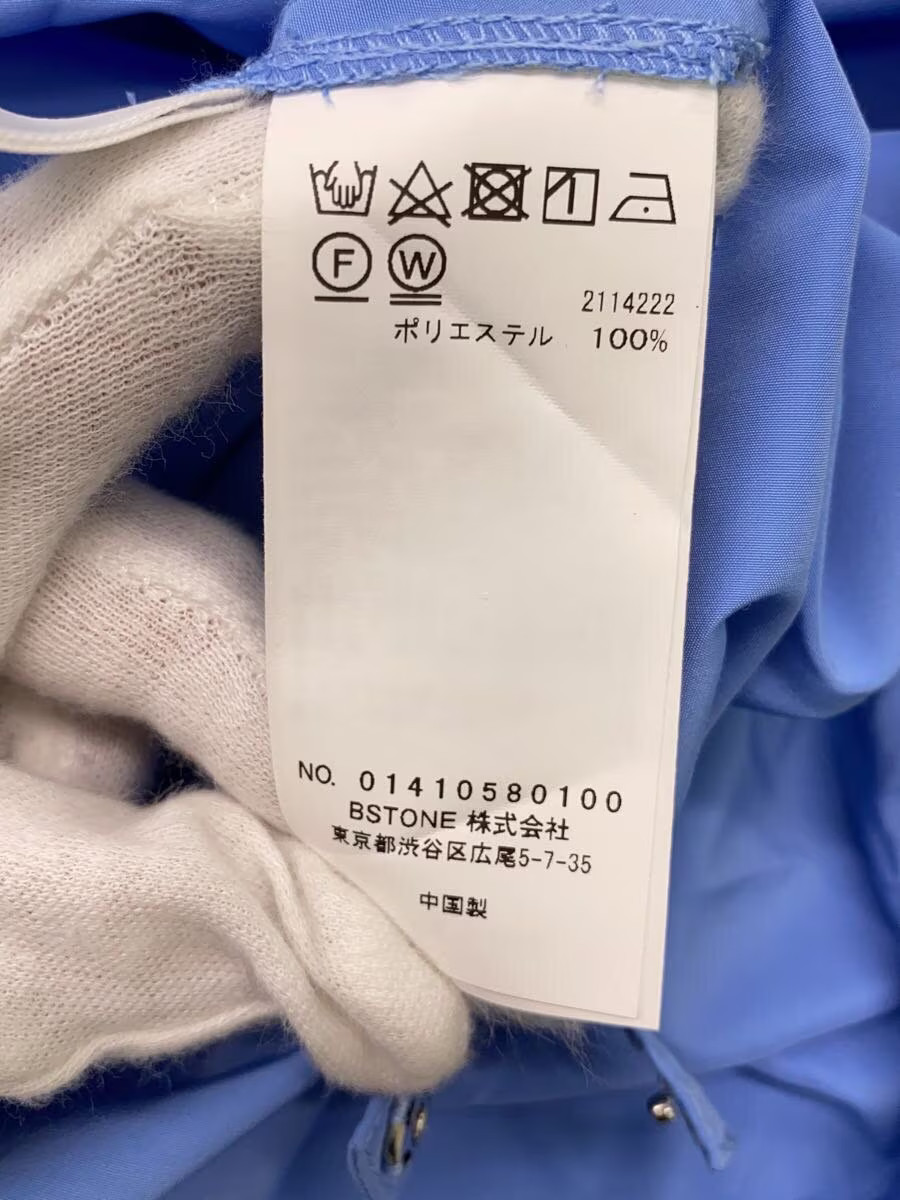 F W
2114222
ポリエステル 100%
NO. 01410580100
BSTONE 株式会社
東京都渋谷区広尾5-7-35
中国製